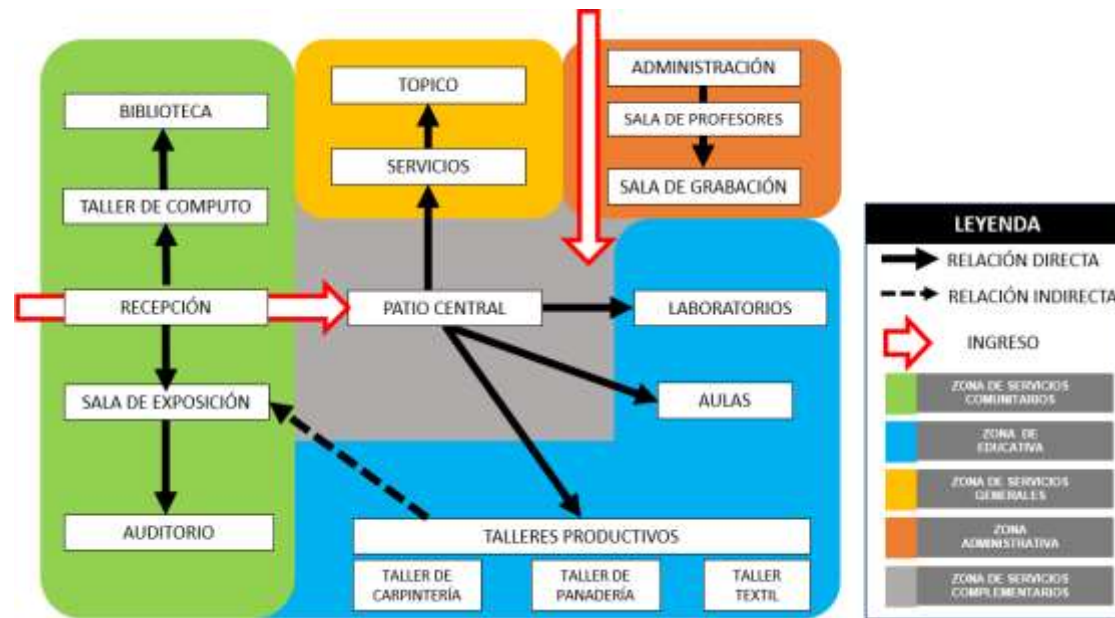 BIBLIOTECA
TALLER DE COMPUTO
RECEPCIÓN
SALA DE EXPOSICIÓN
AUDITORIO
TOPICO
SERVICIOS
PATIO CENTRAL
ADMINISTRACIÓN
SALA DE PROFESORES
SALA DE GRABACIÓN
LABORATORIOS
AULAS
TALLERES PRODUCTIVOS
TALLER DE
CARPINTERÍA
TALLER DE
PANADERÍA
TALLER
TEXTIL
LEYENDA
RELACIÓN DIRECTA
RELACIÓN INDIRECTA
INGRESO
ZONA DE SERVICIOS
COMUNITARIOS
ZONA DE
EDUCATIVA
ZONA DE SERVICIOS
GENERALES
ZONA
ADMINISTRATIVA
ZONA DE SERVICIOS
COMPLEMENTARIOS